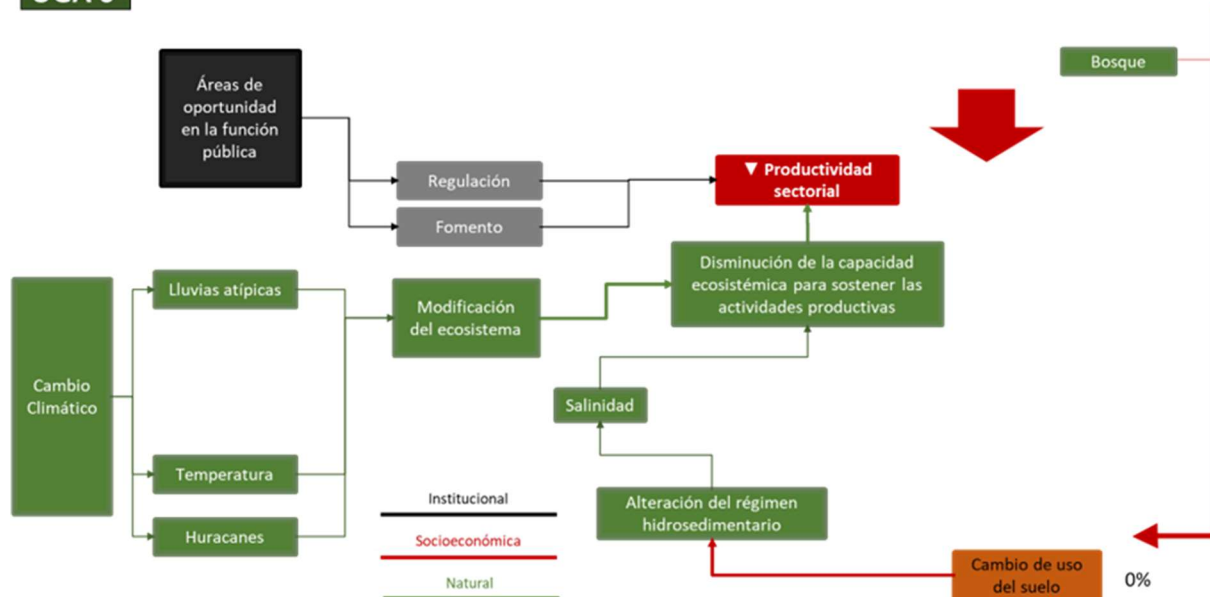 Bosque
Áreas de
oportunidad
en la función
pública
▼ Productividad
sectorial
Regulación
Fomento
Disminución de la capacidad
ecosistémica para sostener las
actividades productivas
Lluvias atípicas
Modificación
del ecosistema
Cambio
Climático
Salinidad
Temperatura
Institucional
Alteración del régimen
hidrosedimentario
Huracanes
Socioeconómica
Cambio de uso
del suelo
0%
Natural